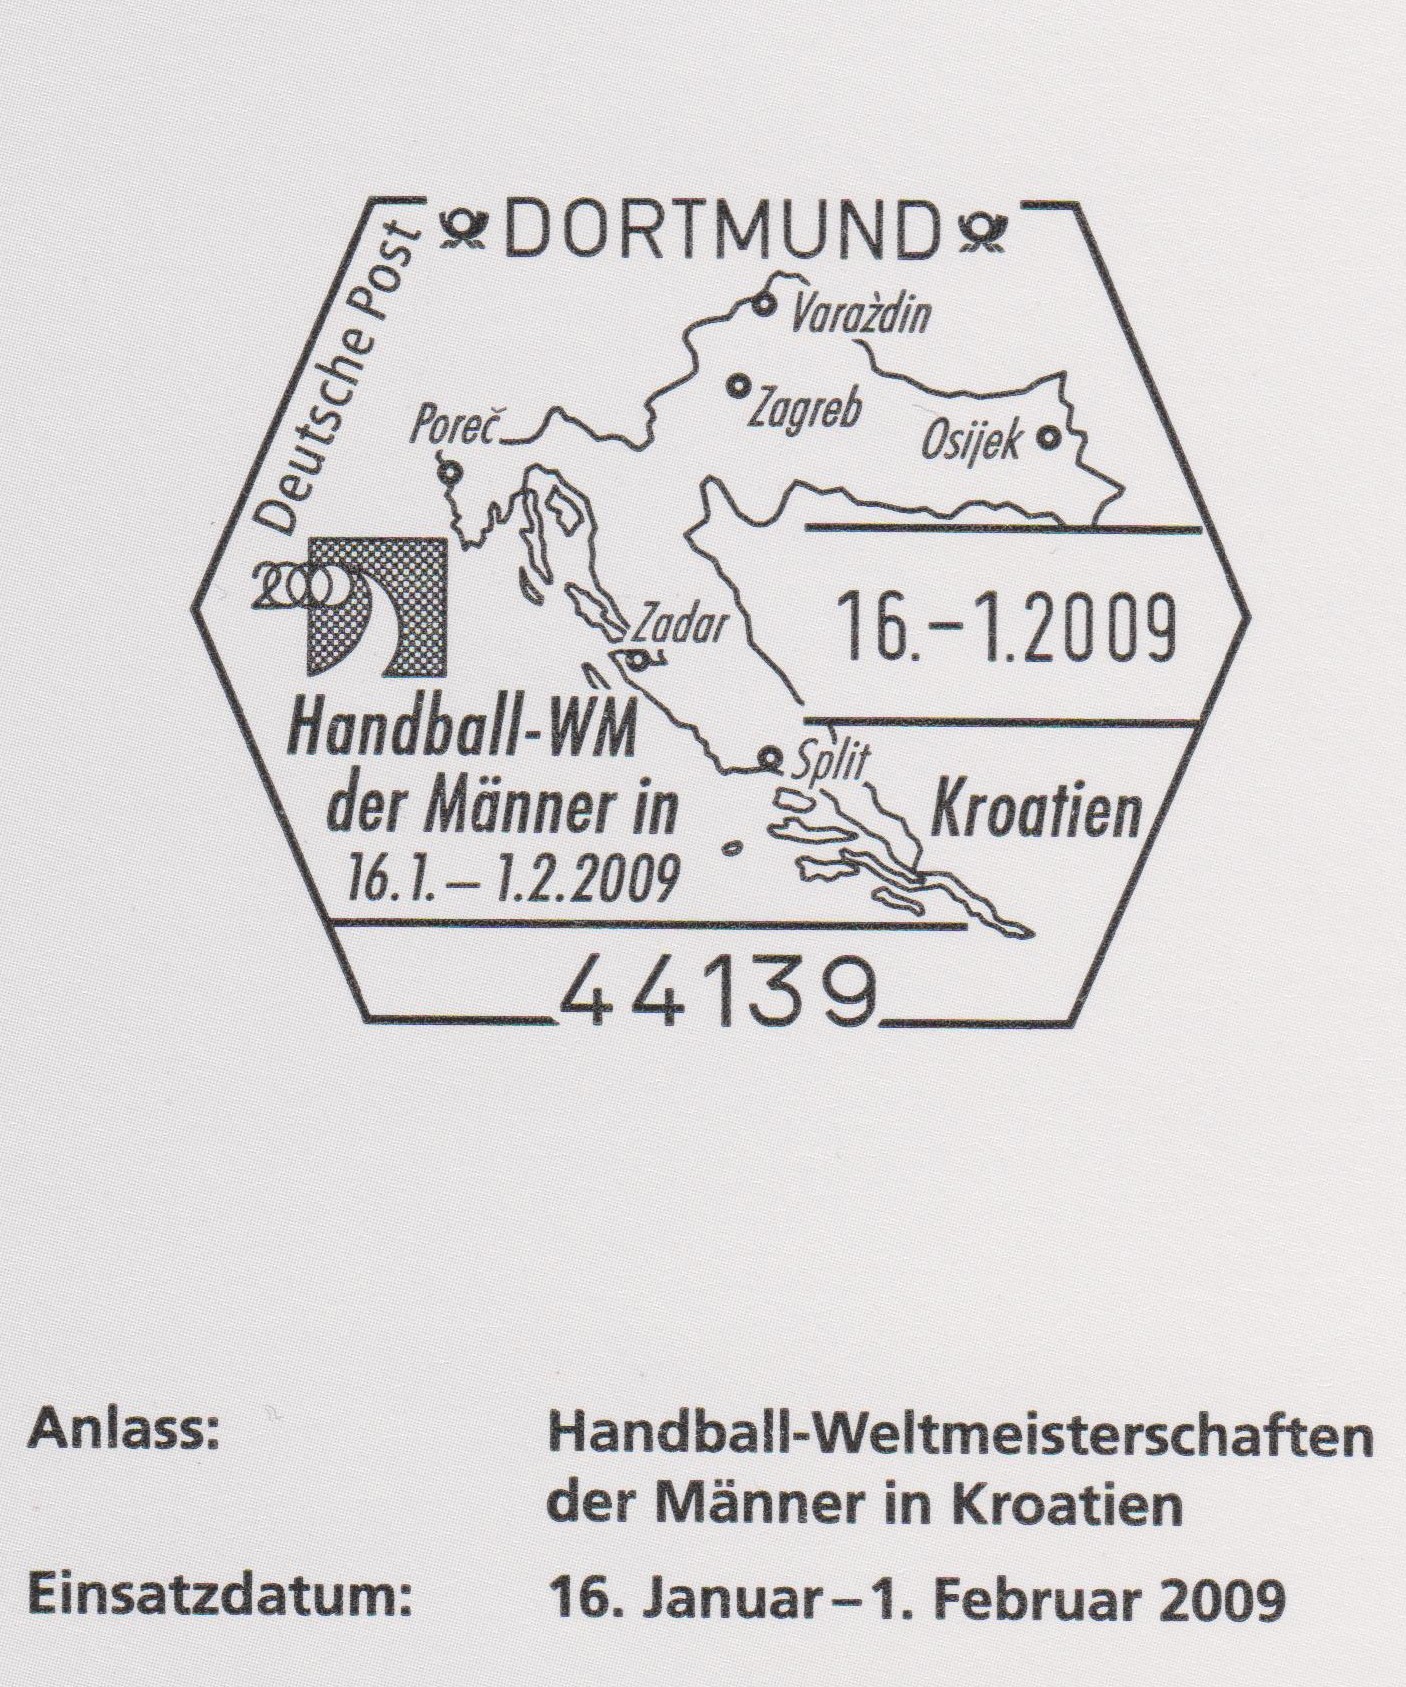 DORTMUND
Deutsche Post
Varaždin
Zagreb
Poreč
Osijek
2009
Zadar
16.–1.2009
Handball-WM
Split
der Männer in
Kroatien
16.1.– 1.2.2009
44139
Anlass: Handball-Weltmeisterschaften
der Männer in Kroatien
Einsatzdatum: 16. Januar – 1. Februar 2009